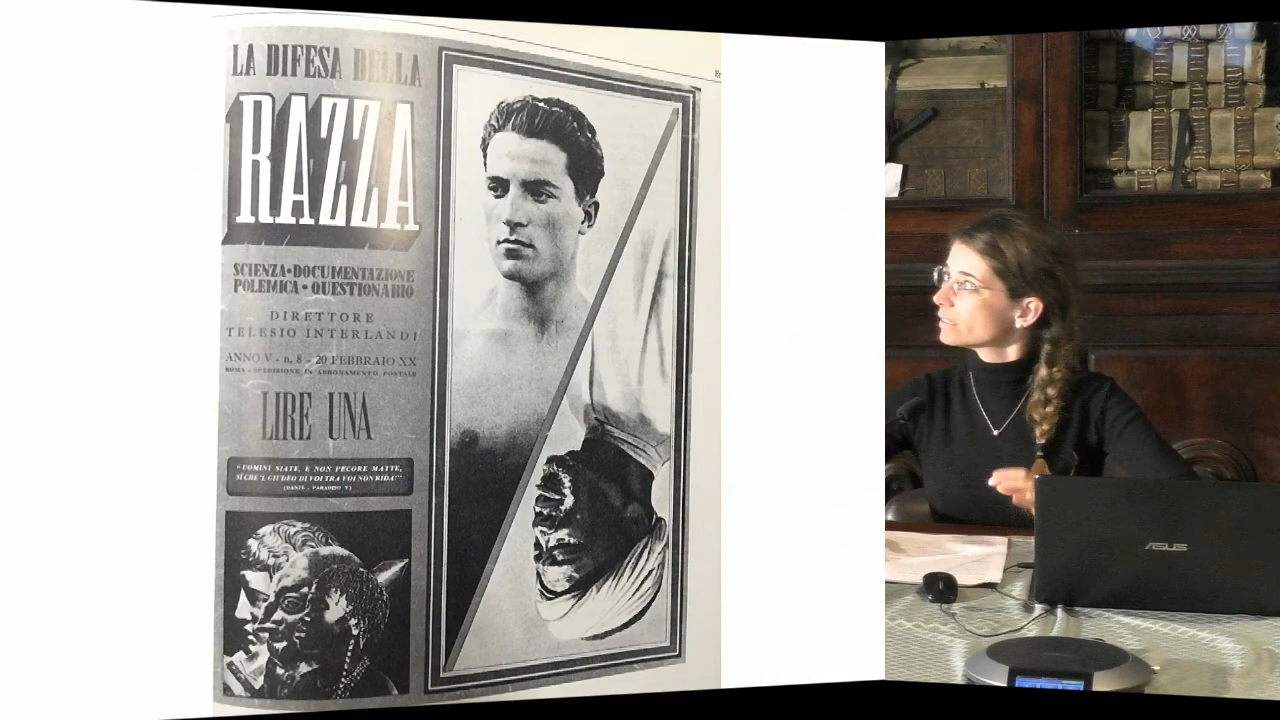 LA DIFESA DELLA
RAZZA
SCIENZA•DOCUMENTAZIONE
POLEMICA•QUESTIONARIO
DIRETTORE
TELESIO INTERLANDI
ANNO V - n. 8 - 20 FEBBRAIO XX
ROMA - SPEDIZIONE IN ABBONAMENTO POSTALE
LIRE UNA
"UOMINI SIATE, E NON PECORE MATTE,
SÌ CHE 'L GIUDEO DI VOI TRA VOI NON RIDA!"
(DANTE - PARADISO V)
ASUS